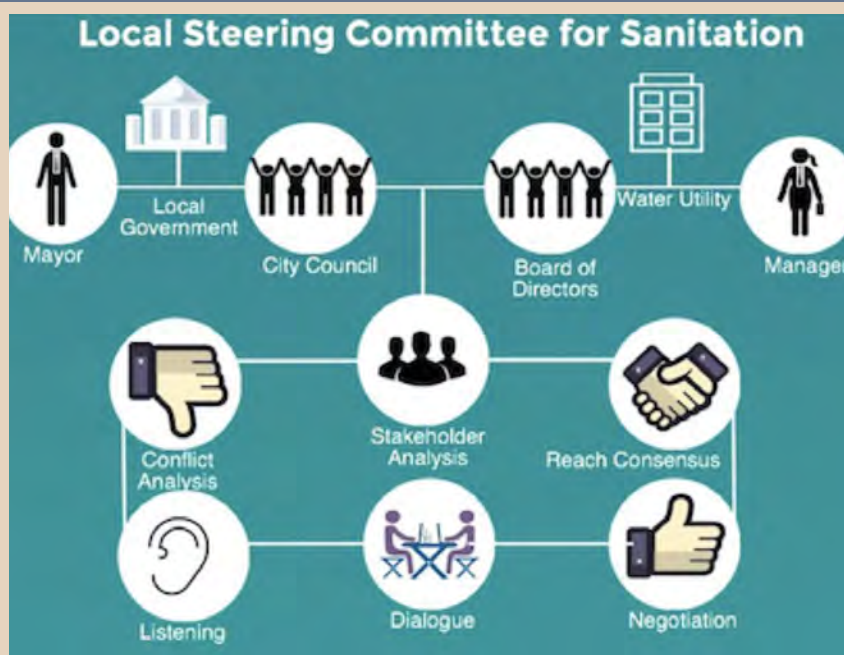 Local Steering Committee for Sanitation
Local
Government
Water Utility
Mayor
City Council
Board of
Directors
Manager
Stakeholder
Analysis
Conflict
Analysis
Reach Consensus
Listening
Dialogue
Negotiation